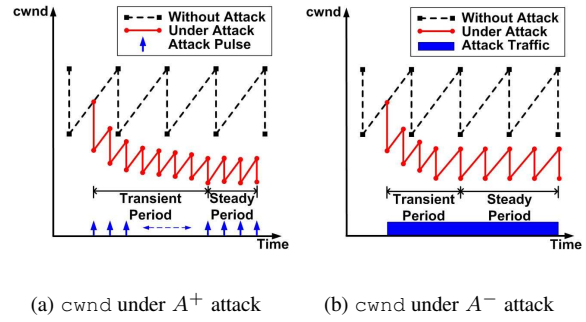 cwnd
Without Attack
Under Attack
Attack Pulse
Transient
Period
Steady
Period
Time
(a) cwnd under A+ attack
cwnd
Without Attack
Under Attack
Attack Traffic
Transient
Period
Steady
Period
Time
(b) cwnd under A− attack